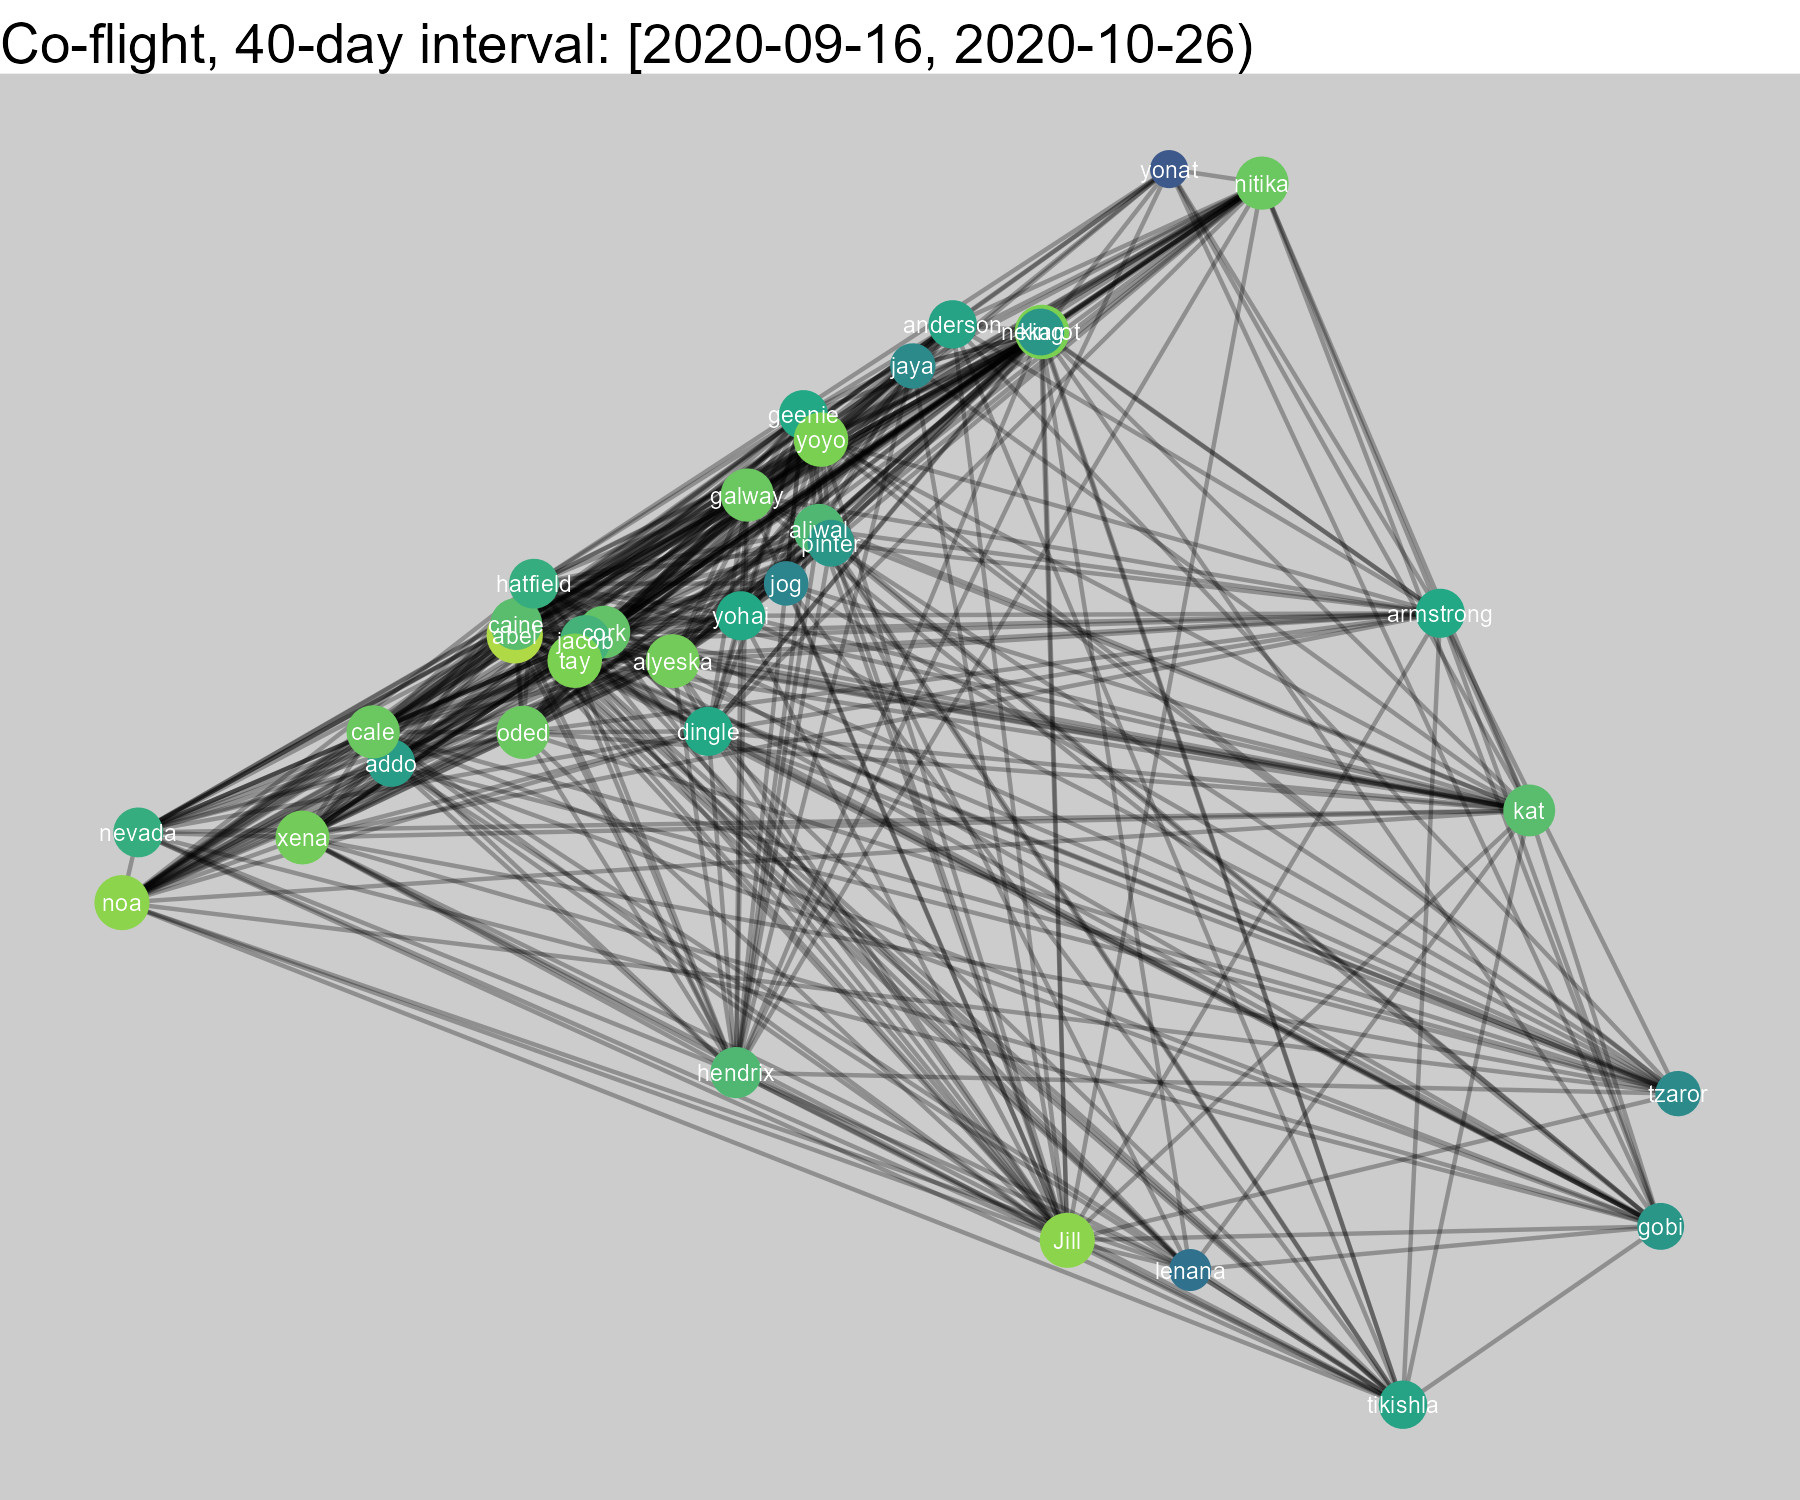 Co-flight, 40-day interval: [2020-09-16, 2020-10-26)
yonat
nitika
anderson
king
jaya
geenie
yoyo
galway
aliwal
pinter
hatfield
jog
yohai
armstrong
caine
abel
jacob
cork
tay
alyeska
cale
oded
dingle
addo
kat
nevada
xena
noa
hendrix
tzaror
gobi
Jill
lenana
tikishla